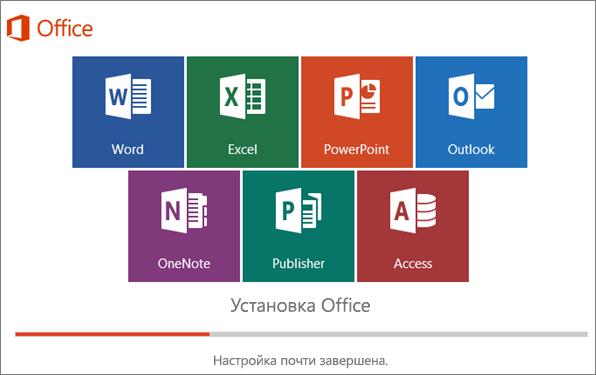 Office
Word Excel PowerPoint Outlook
OneNote Publisher Access
Установка Office
Настройка почти завершена.